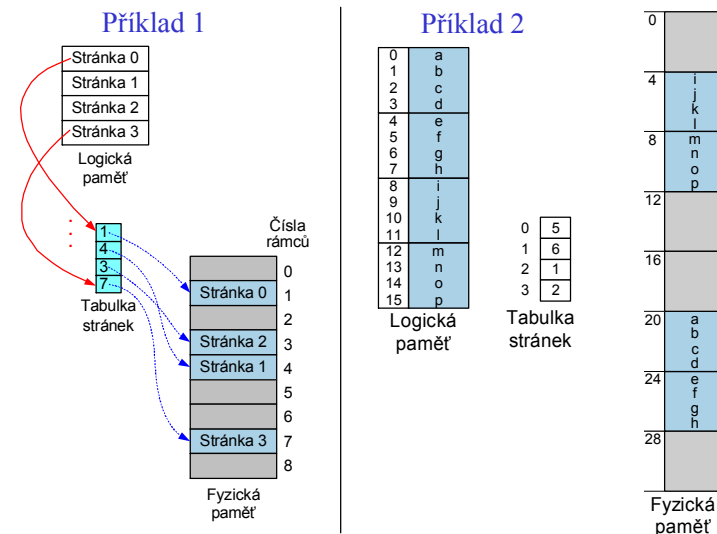 Příklad 1
Stránka 0
Stránka 1
Stránka 2
Stránka 3
Logická
paměť
1
4
3
7
Tabulka
stránek
Čísla
rámců
0
Stránka 0 1
2
Stránka 2 3
Stránka 1 4
5
6
Stránka 3 7
8
Fyzická
paměť
Příklad 2
0 a
1 b
2 c
3 d
4 e
5 f
6 g
7 h
8 i
9 j
10 k
11 l
12 m
13 n
14 o
15 p
Logická
paměť
0 5
1 6
2 1
3 2
Tabulka
stránek
0
4 i
j
k
l
8 m
n
o
p
12
16
20 a
b
c
d
24 e
f
g
h
28
Fyzická
paměť